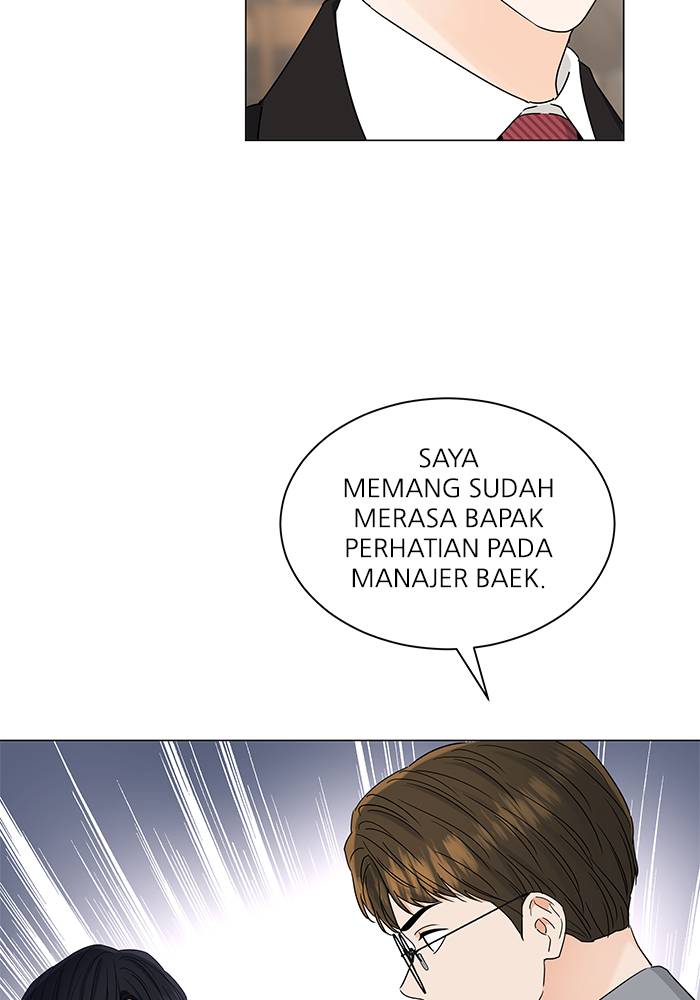 SAYA
MEMANG SUDAH
MERASA BAPAK
PERHATIAN PADA
MANAJER BAEK.